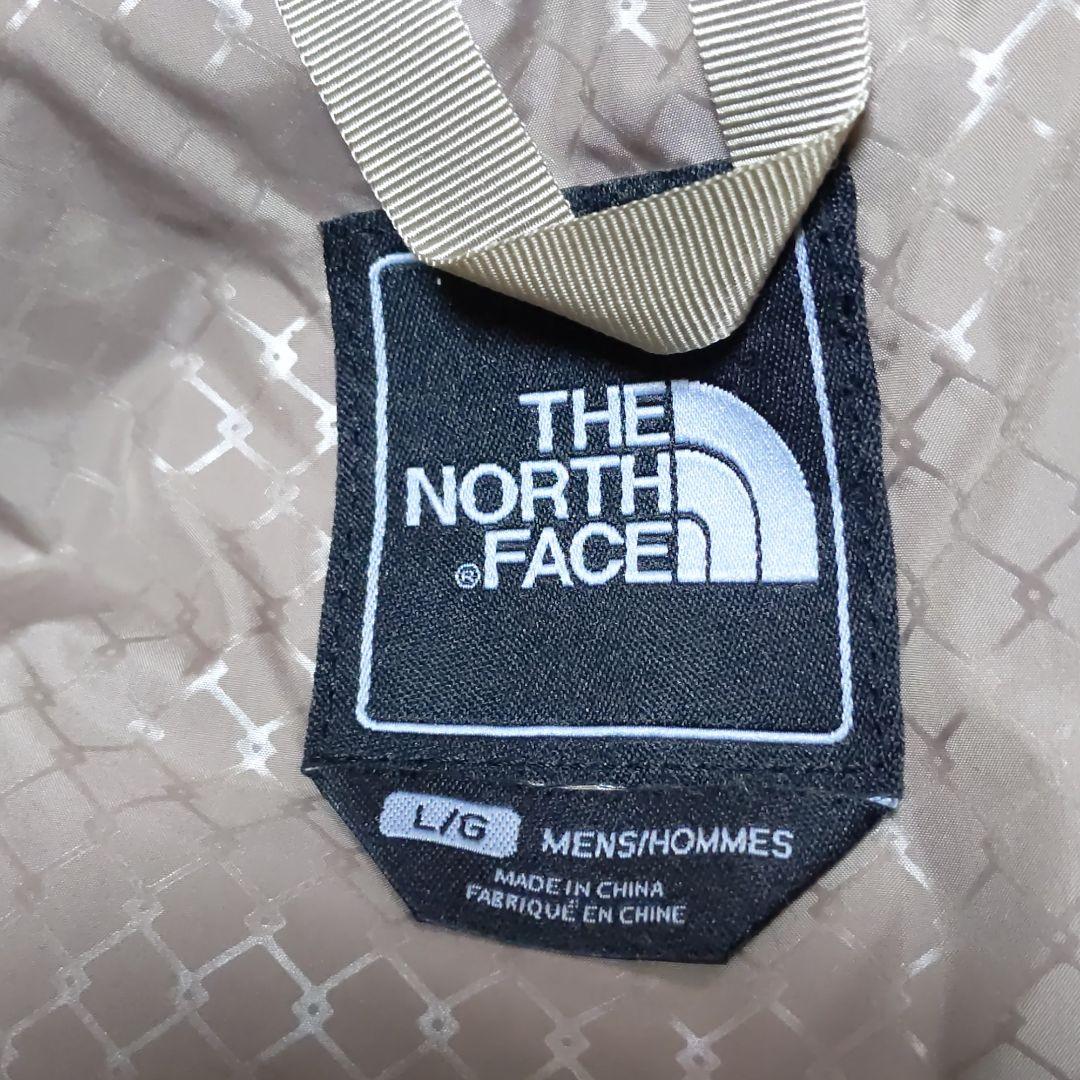 THE
NORTH
® FACE
L/G MENS/HOMMES
MADE IN CHINA
FABRIQUÉ EN CHINE